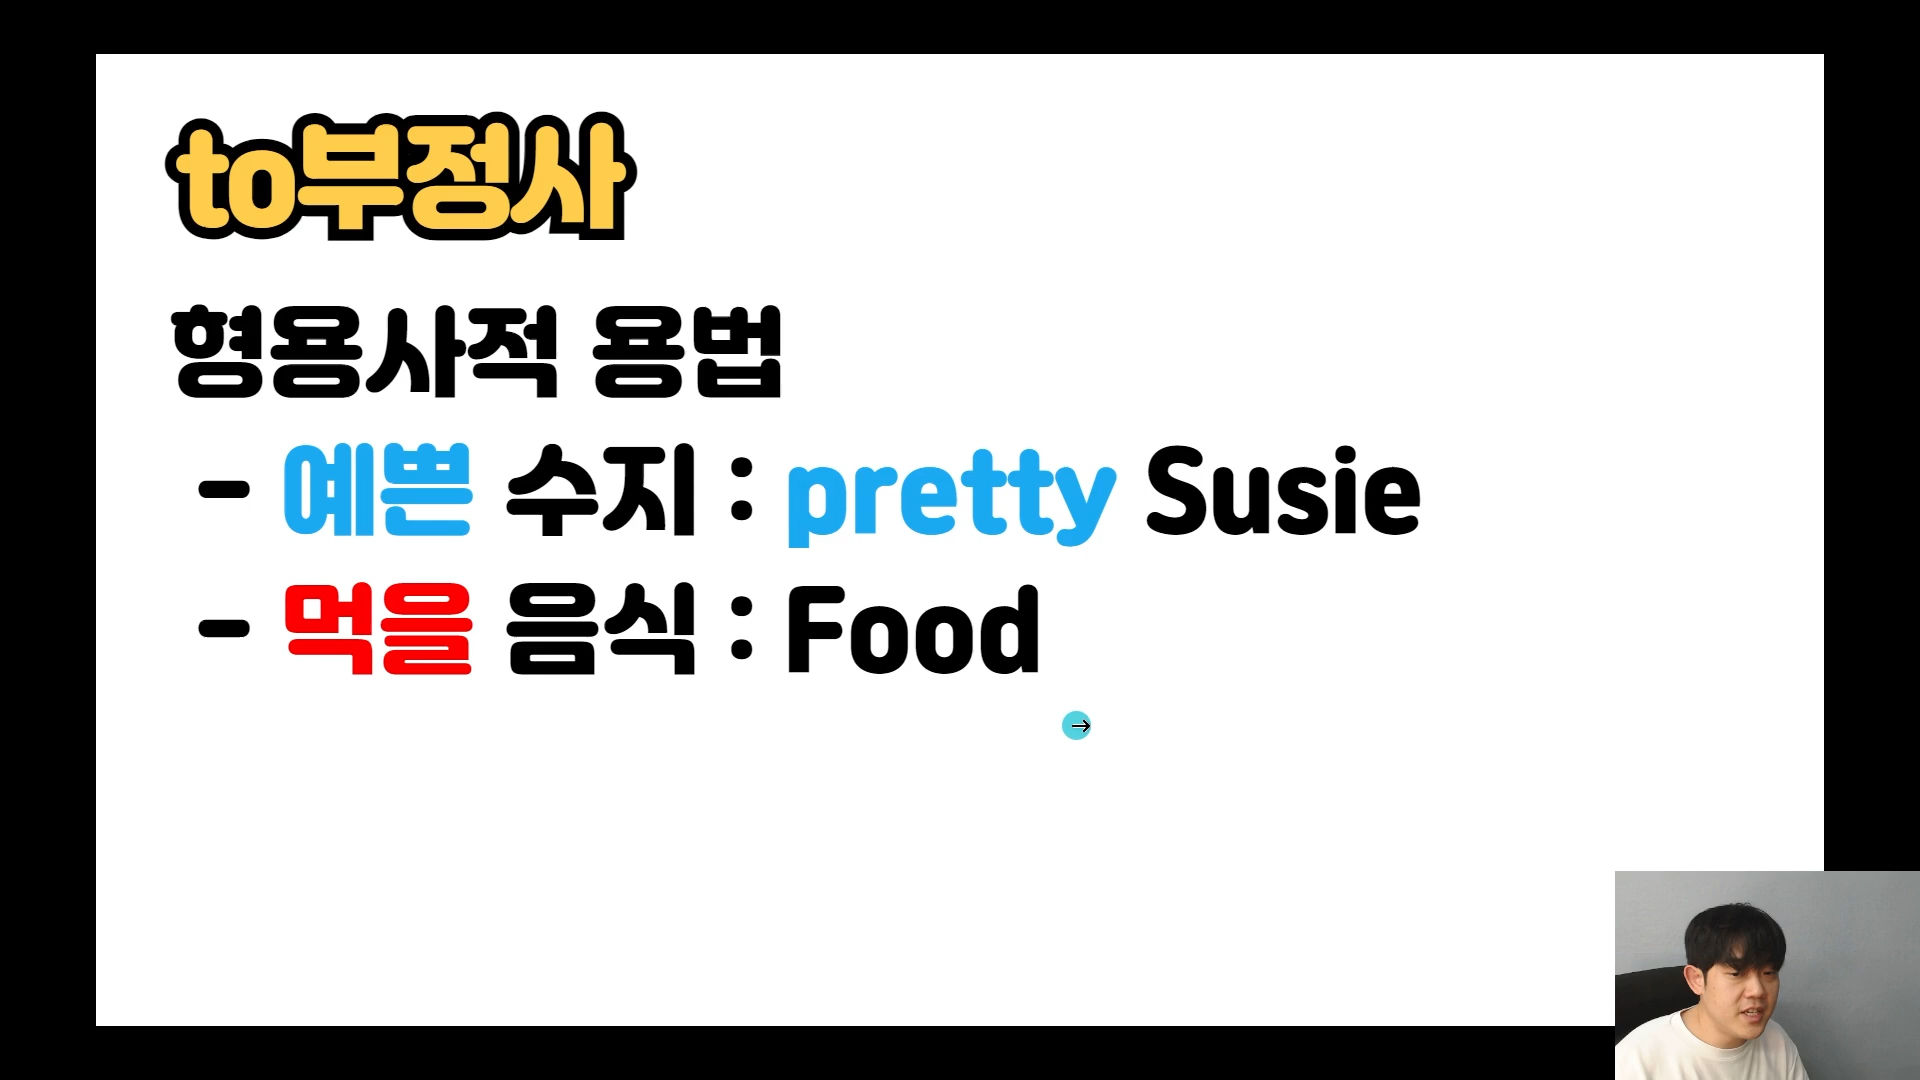 to부정사
형용사적 용법
- 예쁜 수지 : pretty Susie
- 먹을 음식 : Food